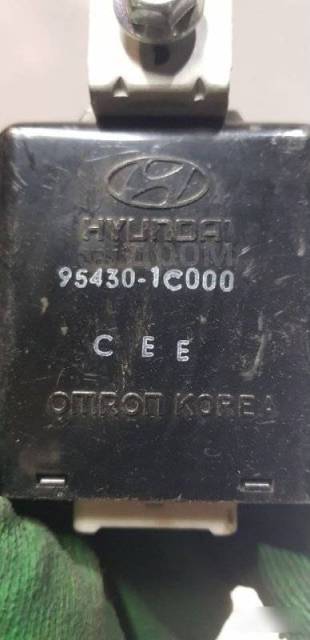 HYUNDAI
95430-1C000
C E E
OMRON KOREA